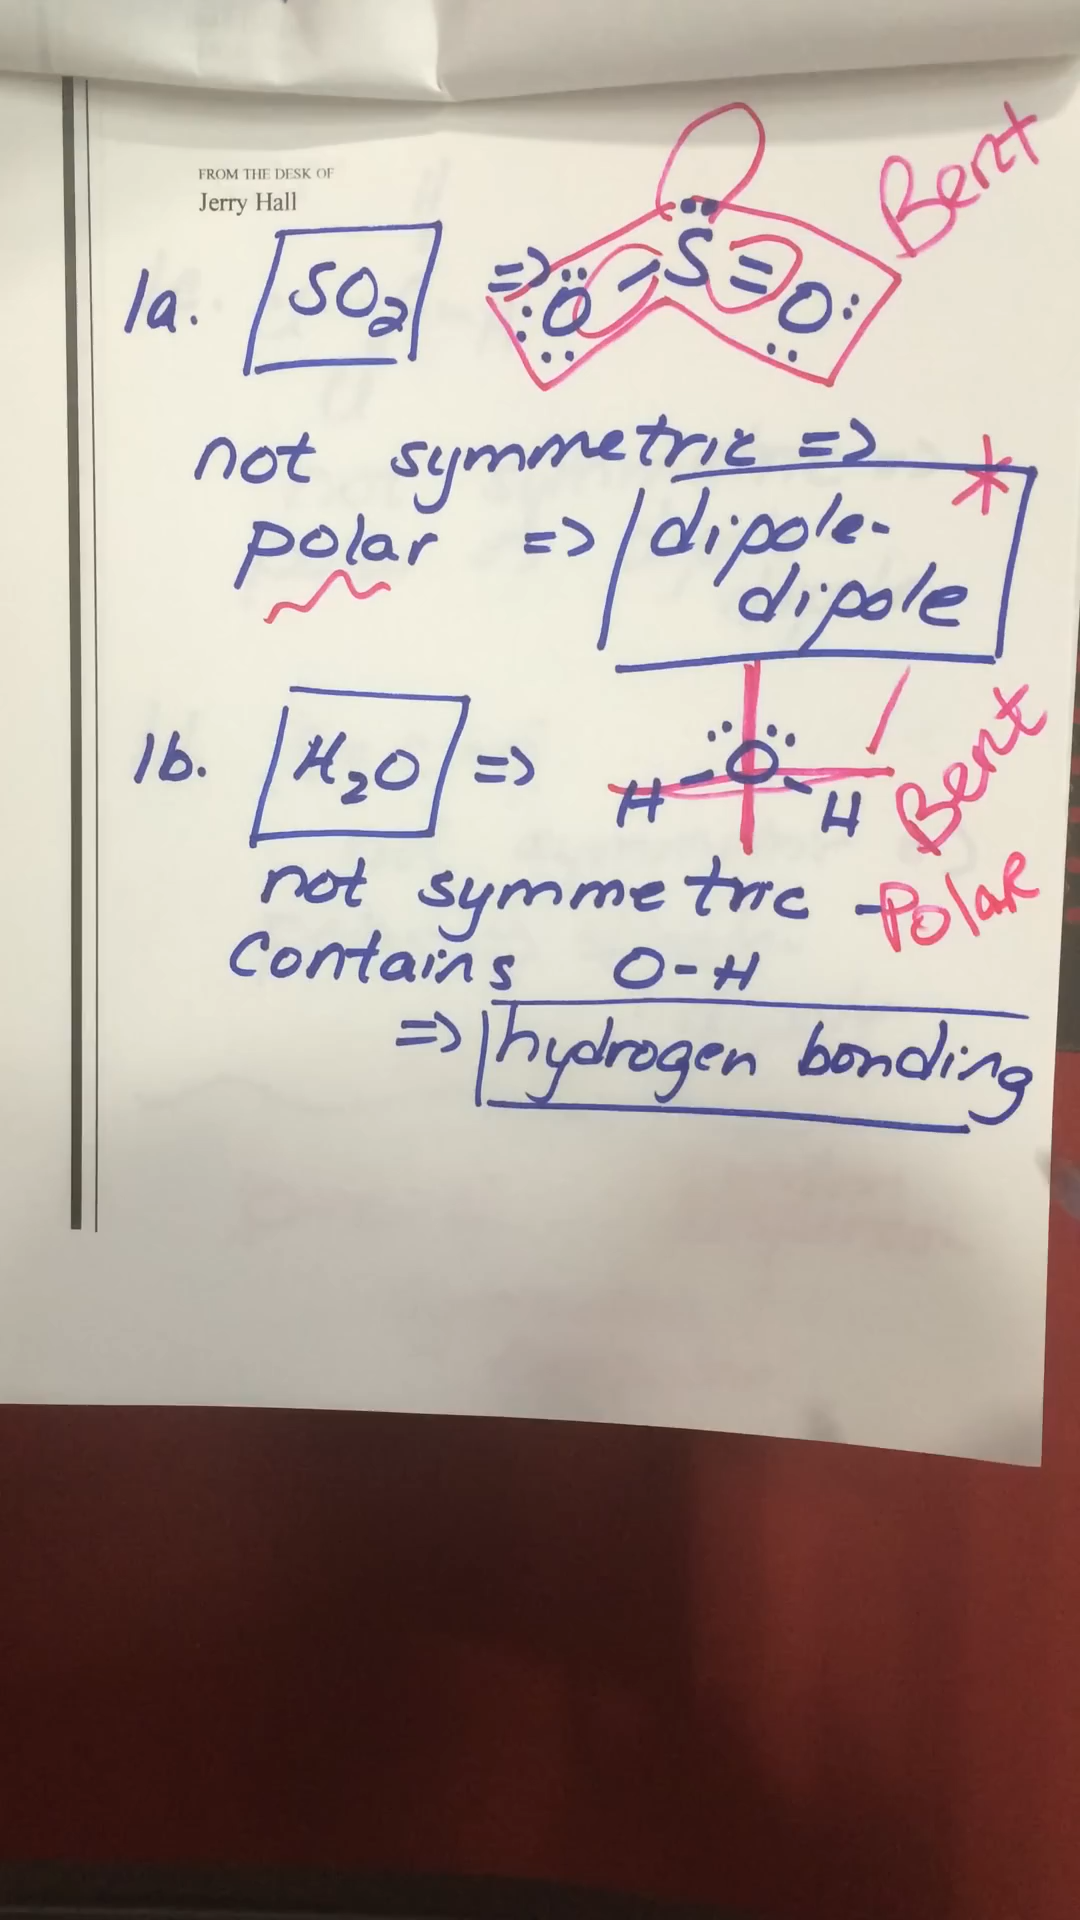 FROM THE DESK OF
Jerry Hall
1a. SO₂ => :Ö - S̈ = O: Bent
not symmetric =>
polar => dipole- *
dipole
1b. H₂O => H - O - H Bent
not symmetric - Polar
contains O-H
=> hydrogen bonding